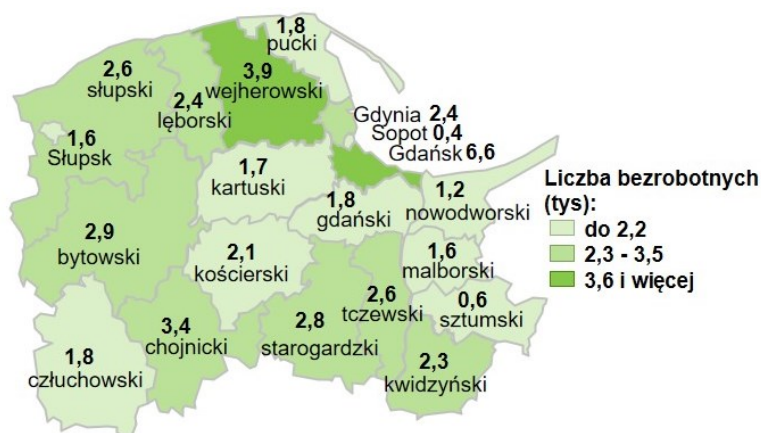 1,8
pucki
2,6
słupski
2,4
lęborski
3,9
wejherowski
Gdynia 2,4
Sopot 0,4
Gdańsk 6,6
1,6
Słupsk
1,7
kartuski
1,8
gdański
1,2
nowodworski
2,9
bytowski
2,1
kościerski
1,6
malborski
0,6
sztumski
2,6
tczewski
2,8
starogardzki
3,4
chojnicki
1,8
człuchowski
2,3
kwidzyński
Liczba bezrobotnych
(tys):
do 2,2
2,3 - 3,5
3,6 i więcej